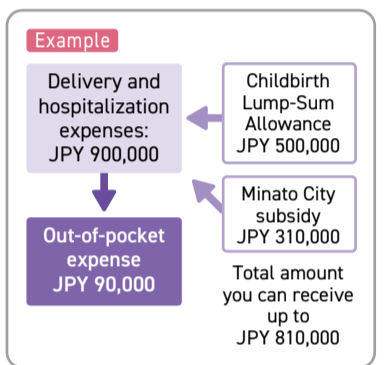 Example
Delivery and
hospitalization
expenses:
JPY 900,000
Childbirth
Lump-Sum
Allowance
JPY 500,000
Minato City
subsidy
JPY 310,000
Out-of-pocket
expense
JPY 90,000
Total amount
you can receive
up to
JPY 810,000